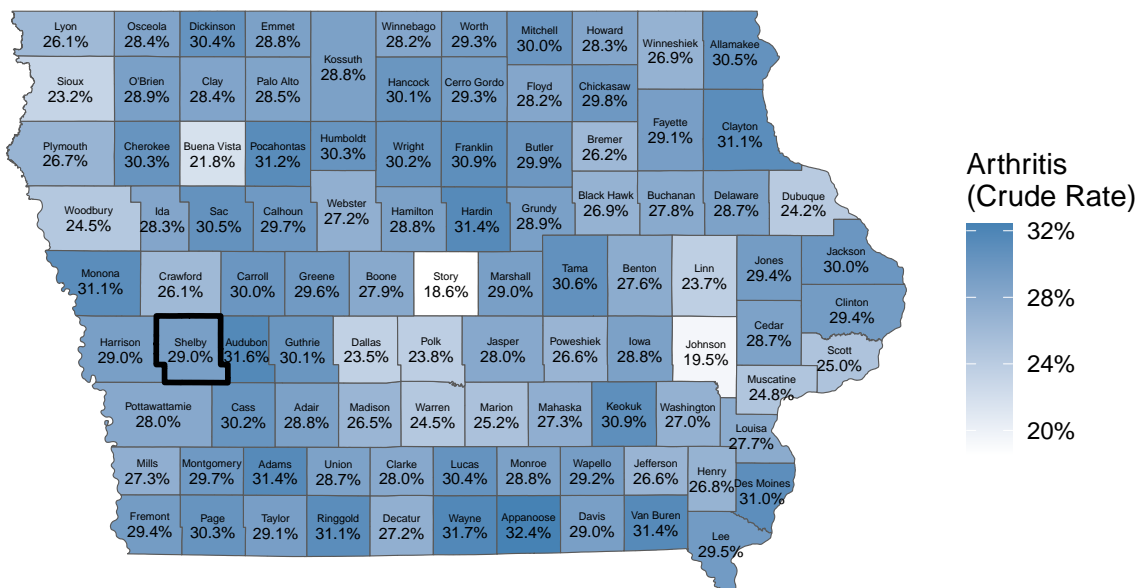 Lyon
26.1%
Osceola
28.4%
Dickinson
30.4%
Emmet
28.8%
Kossuth
28.8%
Winnebago
28.2%
Worth
29.3%
Mitchell
30.0%
Howard
28.3%
Winneshiek
26.9%
Allamakee
30.5%
Sioux
23.2%
O'Brien
28.9%
Clay
28.4%
Palo Alto
28.5%
Hancock
30.1%
Cerro Gordo
29.3%
Floyd
28.2%
Chickasaw
29.8%
Fayette
29.1%
Clayton
31.1%
Plymouth
26.7%
Cherokee
30.3%
Buena Vista
21.8%
Pocahontas
31.2%
Humboldt
30.3%
Wright
30.2%
Franklin
30.9%
Butler
29.9%
Bremer
26.2%
Woodbury
24.5%
Ida
28.3%
Sac
30.5%
Calhoun
29.7%
Webster
27.2%
Hamilton
28.8%
Hardin
31.4%
Grundy
28.9%
Black Hawk
26.9%
Buchanan
27.8%
Delaware
28.7%
Dubuque
24.2%
Monona
31.1%
Crawford
26.1%
Carroll
30.0%
Greene
29.6%
Boone
27.9%
Story
18.6%
Marshall
29.0%
Tama
30.6%
Benton
27.6%
Linn
23.7%
Jones
29.4%
Jackson
30.0%
Clinton
29.4%
Harrison
29.0%
Shelby
29.0%
Audubon
31.6%
Guthrie
30.1%
Dallas
23.5%
Polk
23.8%
Jasper
28.0%
Poweshiek
26.6%
Iowa
28.8%
Johnson
19.5%
Cedar
28.7%
Scott
25.0%
Muscatine
24.8%
Pottawattamie
28.0%
Cass
30.2%
Adair
28.8%
Madison
26.5%
Warren
24.5%
Marion
25.2%
Mahaska
27.3%
Keokuk
30.9%
Washington
27.0%
Louisa
27.7%
Mills
27.3%
Montgomery
29.7%
Adams
31.4%
Union
28.7%
Clarke
28.0%
Lucas
30.4%
Monroe
28.8%
Wapello
29.2%
Jefferson
26.6%
Henry
26.8%
Des Moines
31.0%
Fremont
29.4%
Page
30.3%
Taylor
29.1%
Ringgold
31.1%
Decatur
27.2%
Wayne
31.7%
Appanoose
32.4%
Davis
29.0%
Van Buren
31.4%
Lee
29.5%
Arthritis
(Crude Rate)
32%
28%
24%
20%